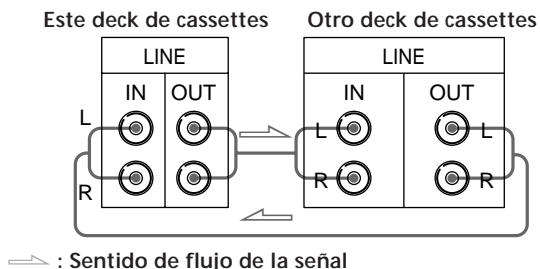 Este deck de cassettes Otro deck de cassettes
LINE LINE
IN OUT IN OUT
L L L
R R R
: Sentido de flujo de la señal